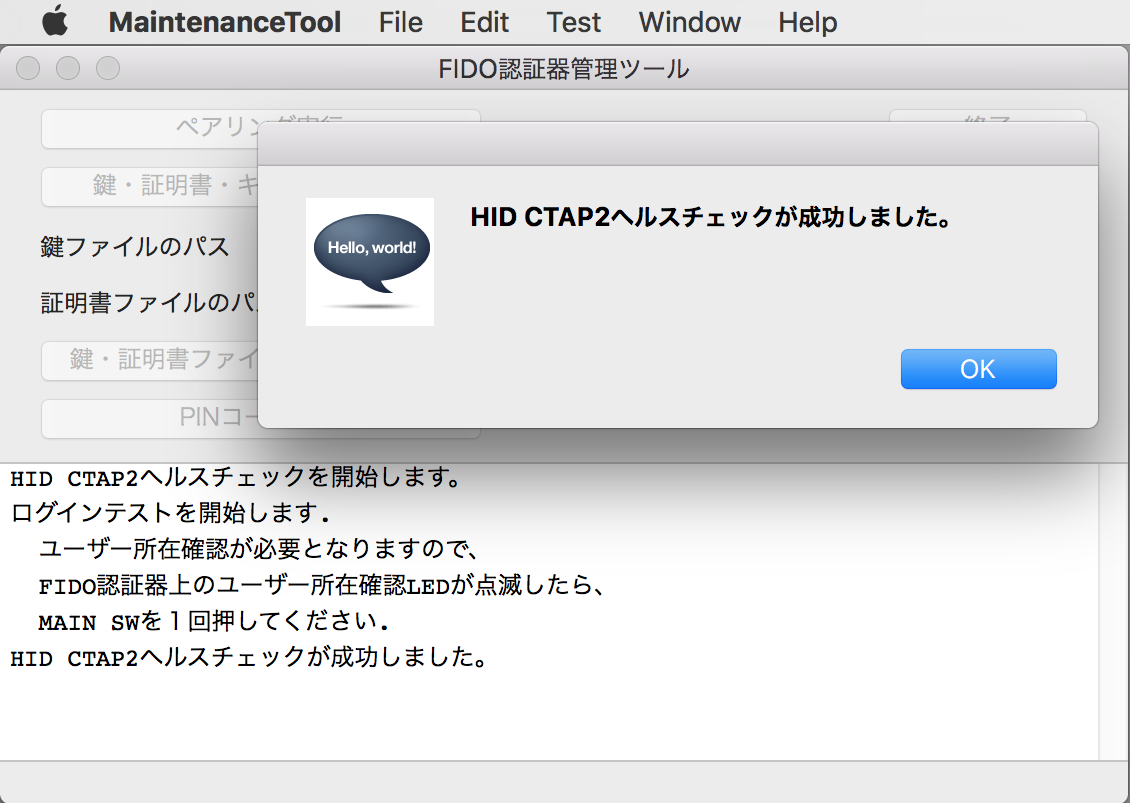 MaintenanceTool File Edit Test Window Help
FIDO認証器管理ツール
ペアリング実行
終了
鍵・証明書・キ
鍵ファイルのパス
証明書ファイルのパ
鍵・証明書ファイ
PINコー
HID CTAP2ヘルスチェックが成功しました。
Hello, world!
OK
HID CTAP2ヘルスチェックを開始します。
ログインテストを開始します.
ユーザー所在確認が必要となりますので、
FIDO認証器上のユーザー所在確認LEDが点滅したら、
MAIN SWを１回押してください.
HID CTAP2ヘルスチェックが成功しました。